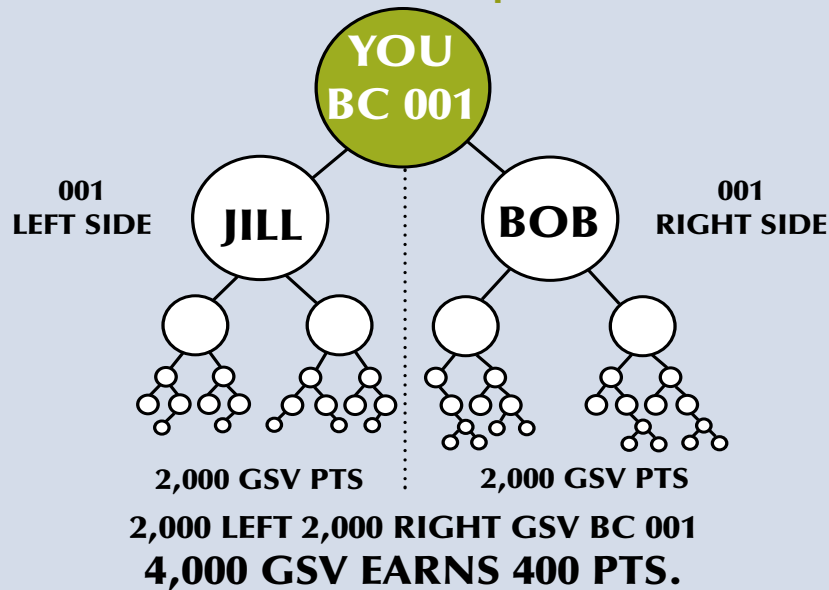 YOU
BC 001
001
LEFT SIDE
JILL
BOB
001
RIGHT SIDE
2,000 GSV PTS
2,000 GSV PTS
2,000 LEFT 2,000 RIGHT GSV BC 001
4,000 GSV EARNS 400 PTS.